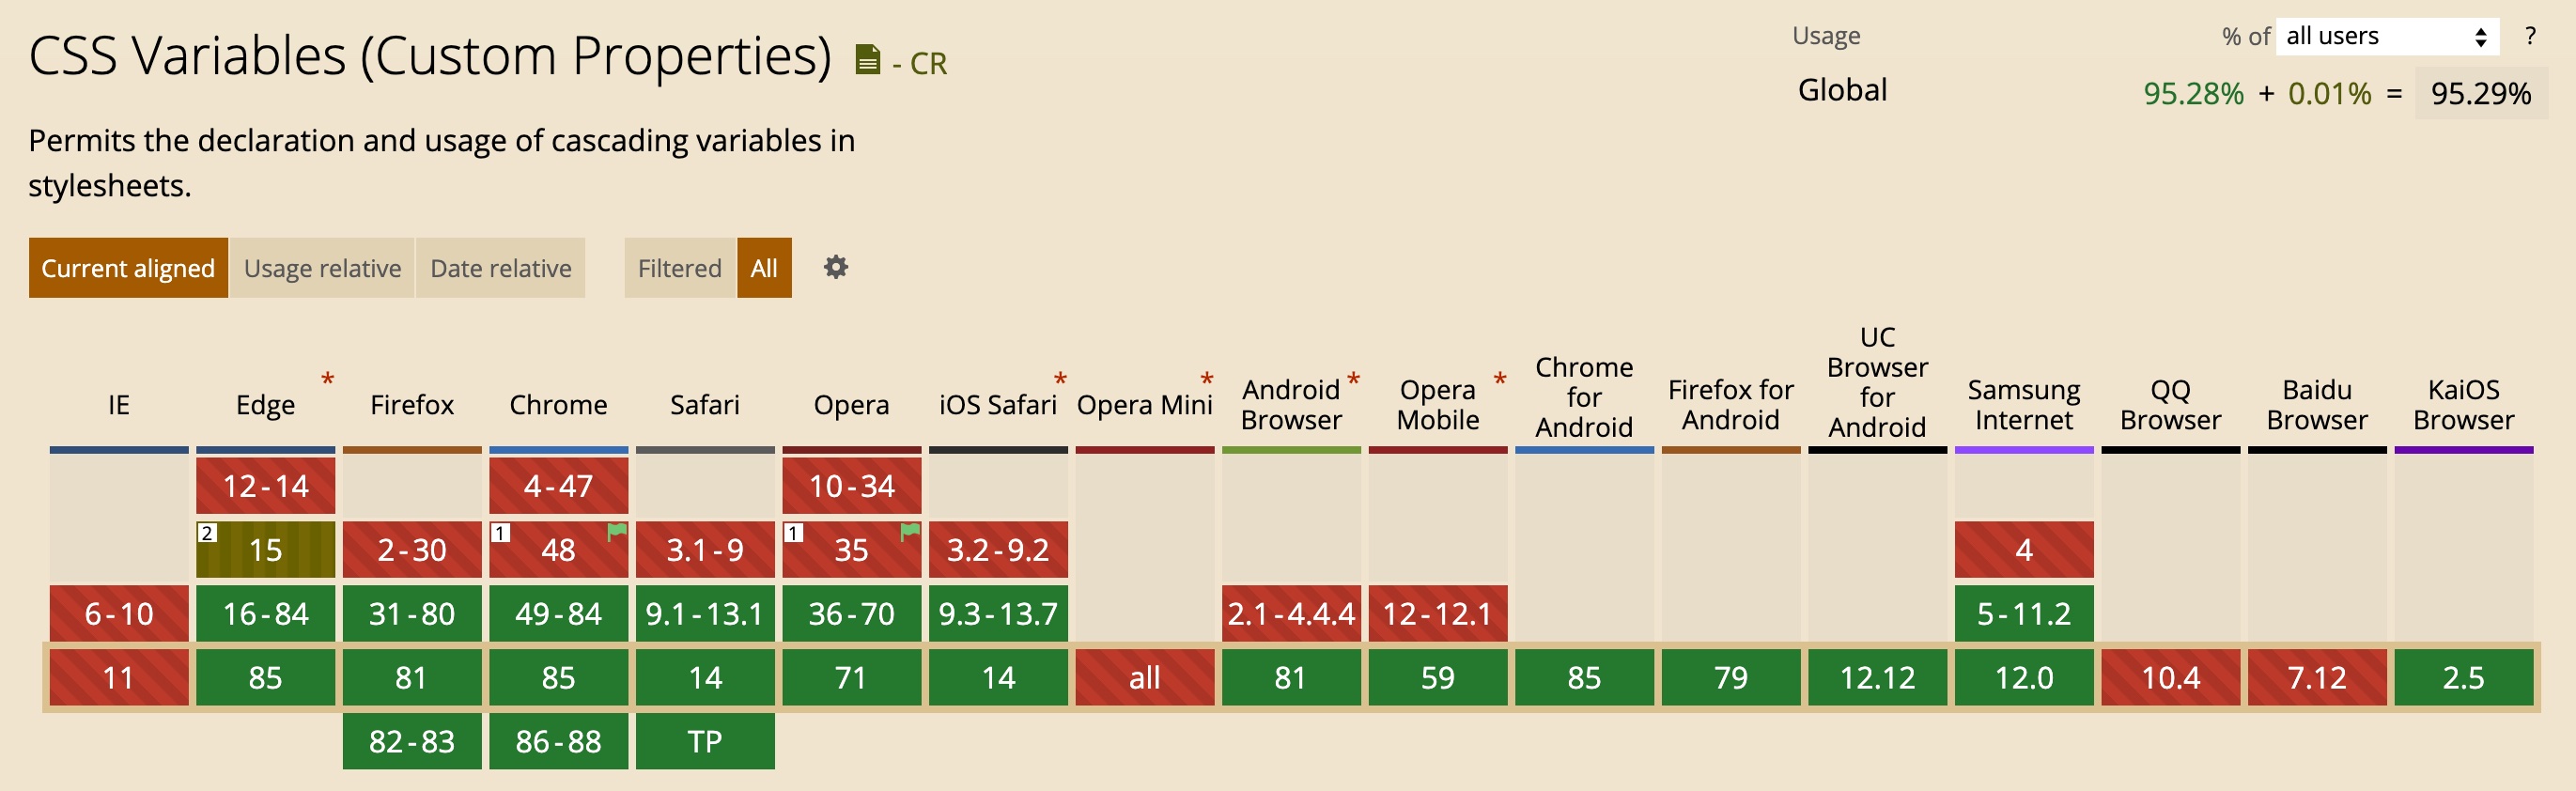 CSS Variables (Custom Properties) - CR
Usage % of all users ?
Global 95.28% + 0.01% = 95.29%
Permits the declaration and usage of cascading variables in
stylesheets.
Current aligned Usage relative Date relative Filtered All
IE
Edge *
Firefox
Chrome
Safari
Opera
iOS Safari *
Opera Mini *
Android *
Browser
Opera *
Mobile
Chrome
for
Android
Firefox for
Android
UC
Browser
for
Android
Samsung
Internet
QQ
Browser
Baidu
Browser
KaiOS
Browser
12-14 4-47 10-34
2 15 2-30 1 48 3.1-9 1 35 3.2-9.2 4
6-10 16-84 31-80 49-84 9.1-13.1 36-70 9.3-13.7 2.1-4.4.4 12-12.1 5-11.2
11 85 81 85 14 71 14 all 81 59 85 79 12.12 12.0 10.4 7.12 2.5
82-83 86-88 TP